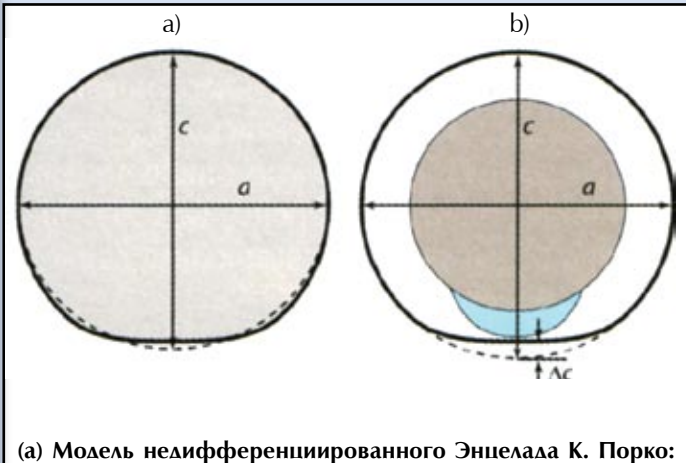 a) b)
c c
a a
Δc
(а) Модель недифференциированного Энцелада К. Порко: